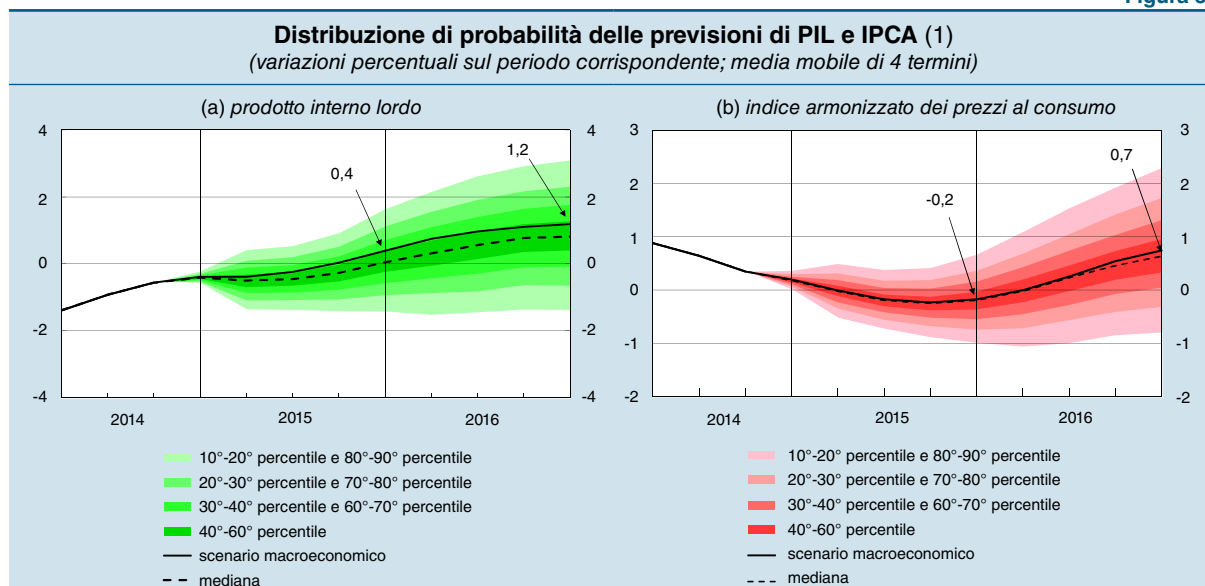 Distribuzione di probabilità delle previsioni di PIL e IPCA (1)
(variazioni percentuali sul periodo corrispondente; media mobile di 4 termini)
(a) prodotto interno lordo
4
2
0
-2
-4
4
2
0
-2
-4
0,4
1,2
2014
2015
2016
10°-20° percentile e 80°-90° percentile
20°-30° percentile e 70°-80° percentile
30°-40° percentile e 60°-70° percentile
40°-60° percentile
scenario macroeconomico
mediana
(b) indice armonizzato dei prezzi al consumo
3
2
1
0
-1
-2
3
2
1
0
-1
-2
-0,2
0,7
2014
2015
2016
10°-20° percentile e 80°-90° percentile
20°-30° percentile e 70°-80° percentile
30°-40° percentile e 60°-70° percentile
40°-60° percentile
scenario macroeconomico
mediana